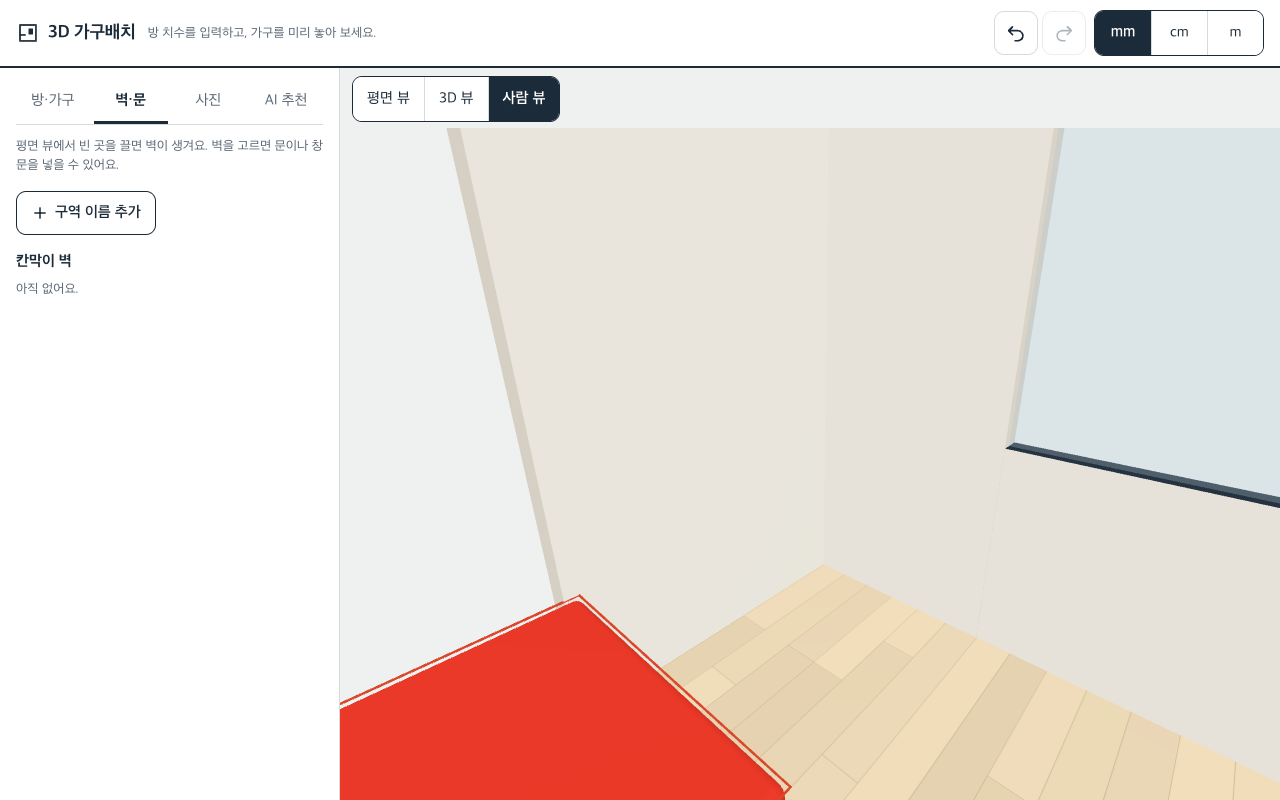 3D 가구배치 방 치수를 입력하고, 가구를 미리 놓아 보세요.
mm cm m
방·가구 벽·문 사진 AI 추천
평면 뷰 3D 뷰 사람 뷰
평면 뷰에서 빈 곳을 끌면 벽이 생겨요. 벽을 고르면 문이나 창
문을 넣을 수 있어요.
구역 이름 추가
칸막이 벽
아직 없어요.